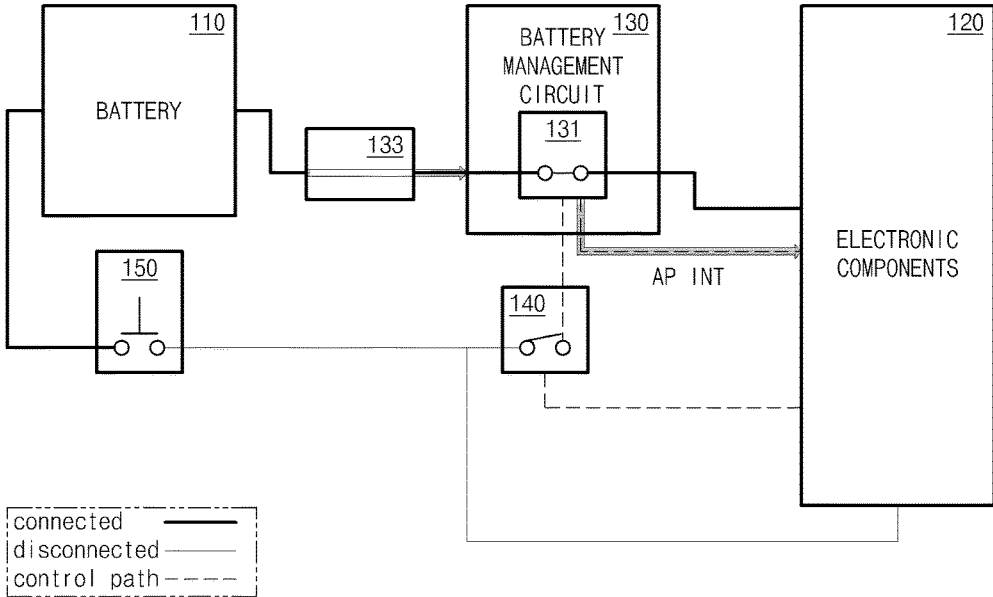 110
BATTERY
133
130
BATTERY
MANAGEMENT
CIRCUIT
131
120
ELECTRONIC
COMPONENTS
AP INT
150
140
connected
disconnected
control path